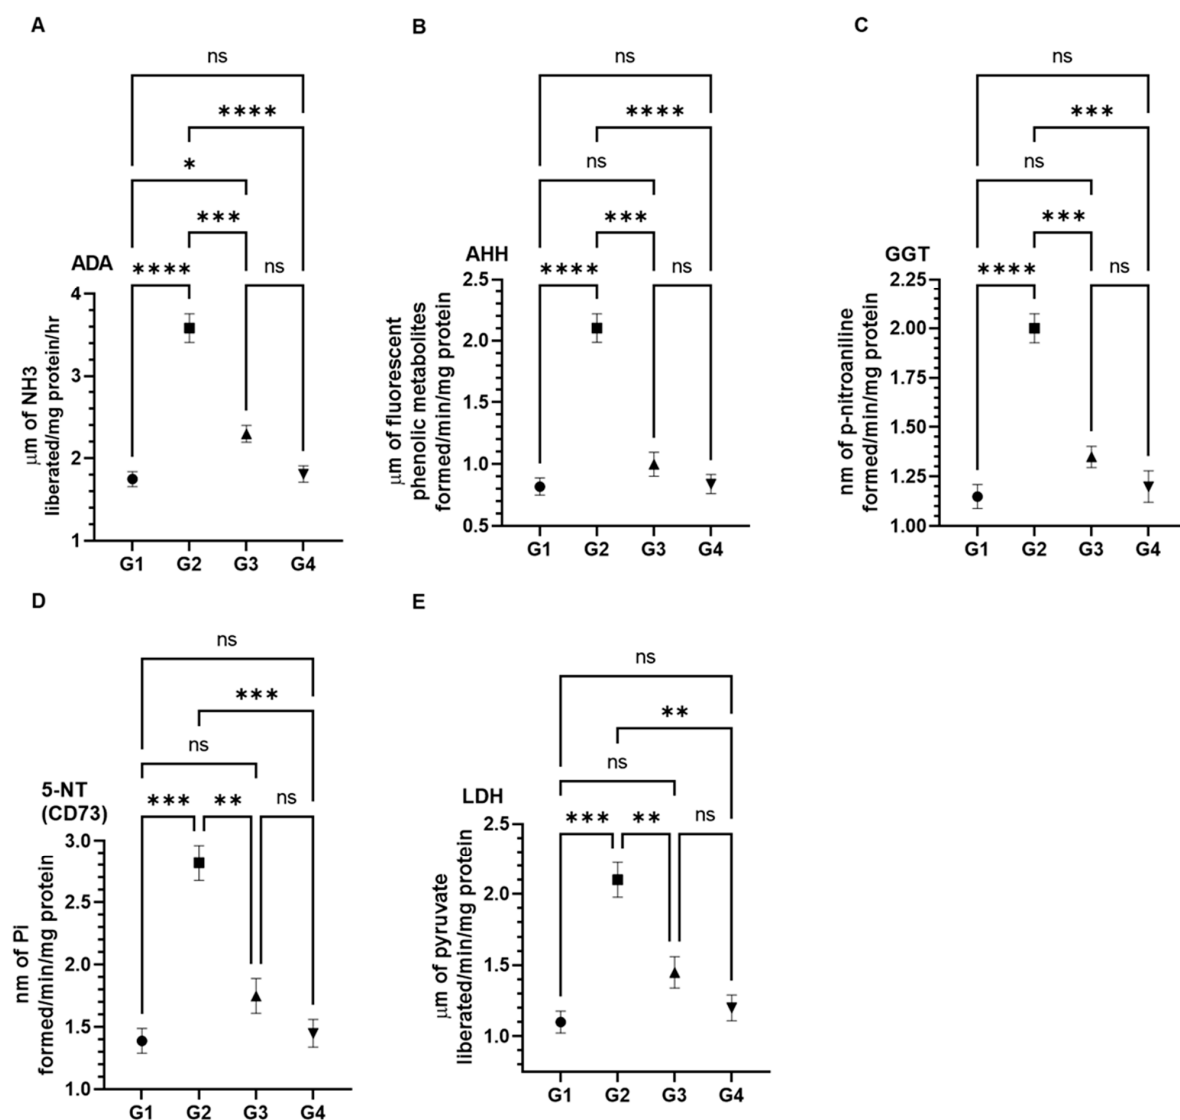 A
ns
****
*
***
ns
****
ADA
μm of NH3
liberated/mg protein/hr
4
3
2
1
G1 G2 G3 G4
B
ns
****
ns
***
ns
****
AHH
μm of fluorescent
phenolic metabolites
formed/min/mg protein
2.5
2.0
1.5
1.0
0.5
G1 G2 G3 G4
C
ns
***
ns
***
ns
****
GGT
nm of p-nitroaniline
formed/min/mg protein
2.25
2.00
1.75
1.50
1.25
1.00
G1 G2 G3 G4
D
ns
***
ns
*** ** ns
5-NT
(CD73)
nm of Pi
formed/min/mg protein
3.0
2.5
2.0
1.5
1.0
G1 G2 G3 G4
E
ns
**
ns
*** ** ns
LDH
μm of pyruvate
liberated/min/mg protein
2.5
2.0
1.5
1.0
G1 G2 G3 G4